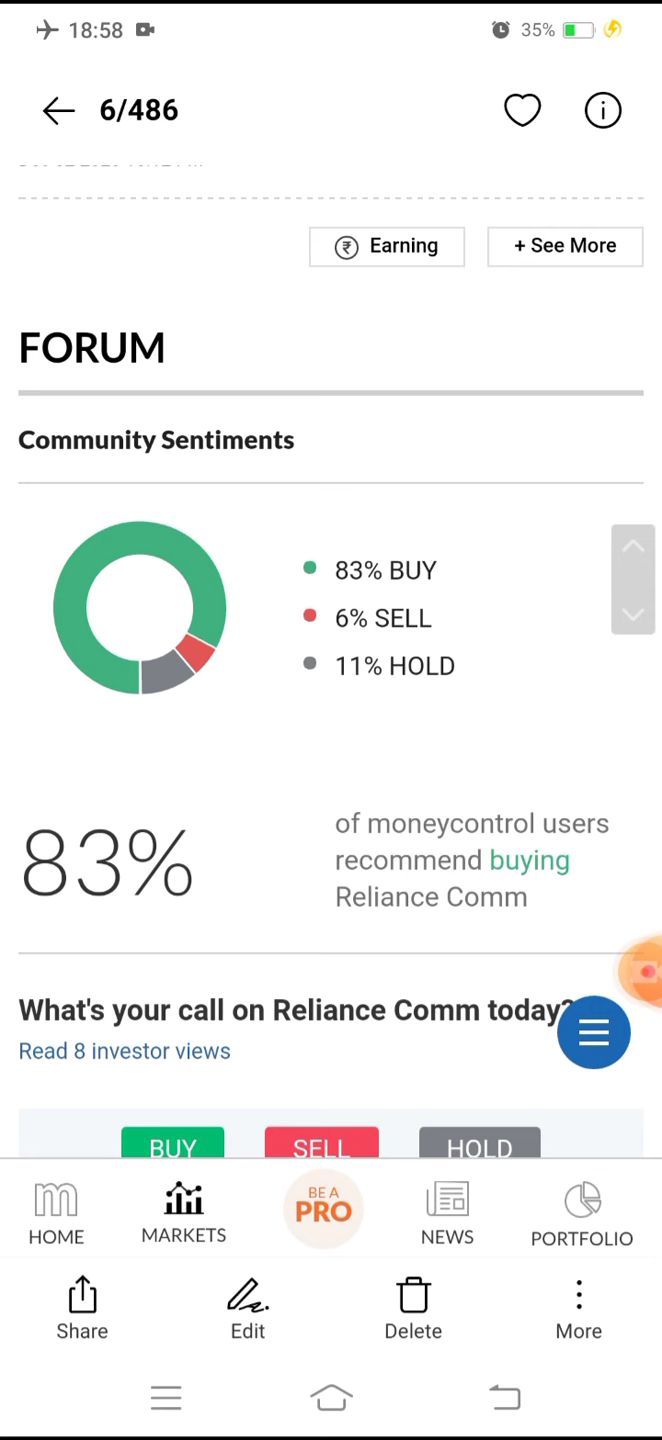 18:58
35%
6/486
Earning
+ See More
FORUM
Community Sentiments
83% BUY
6% SELL
11% HOLD
83%
of moneycontrol users
recommend buying
Reliance Comm
What's your call on Reliance Comm today?
Read 8 investor views
BUY SELL HOLD
BE A
PRO
HOME MARKETS NEWS PORTFOLIO
Share Edit Delete More